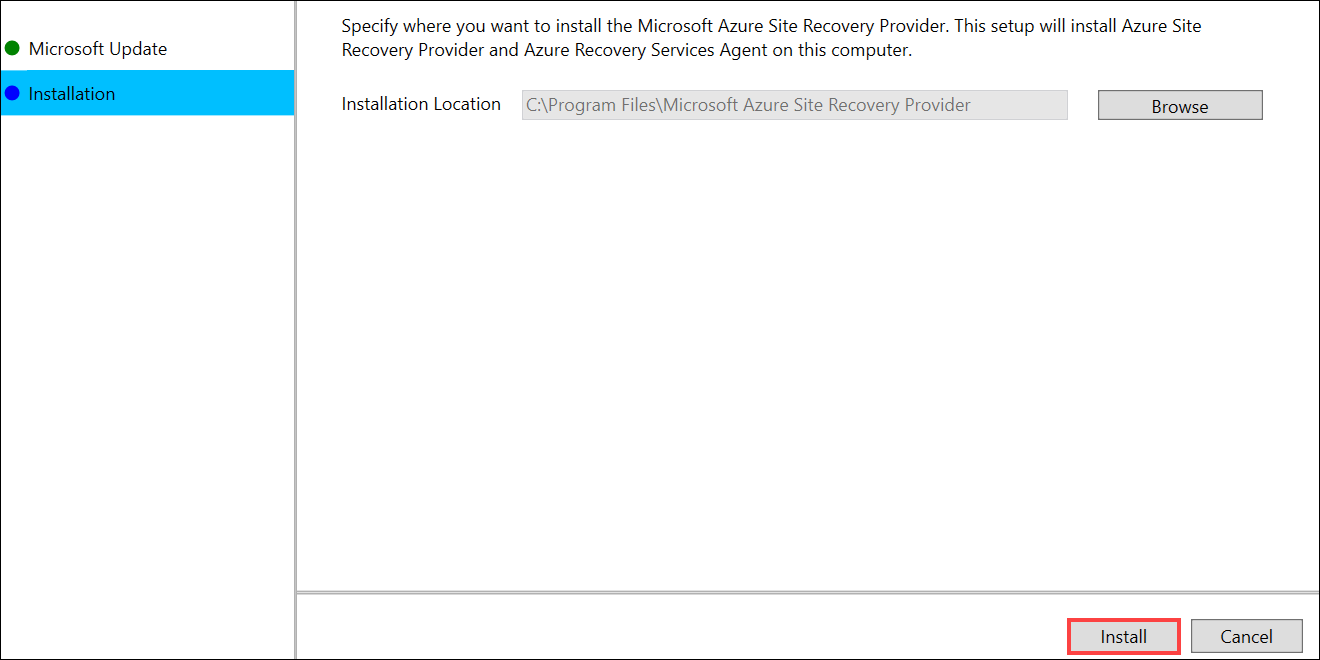 Microsoft Update
Installation
Specify where you want to install the Microsoft Azure Site Recovery Provider. This setup will install Azure Site
Recovery Provider and Azure Recovery Services Agent on this computer.
Installation Location
C:\Program Files\Microsoft Azure Site Recovery Provider
Browse
Install
Cancel